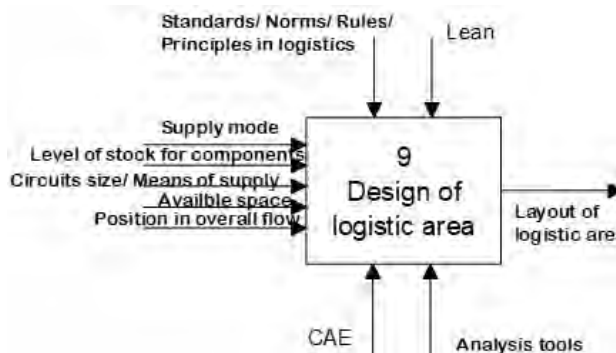 Standards/ Norms/ Rules/
Principles in logistics
Lean
Supply mode
Level of stock for components
Circuits size/ Means of supply
Availble space
Position in overall flow
9
Design of
logistic area
Layout of
logistic are
CAE
Analysis tools